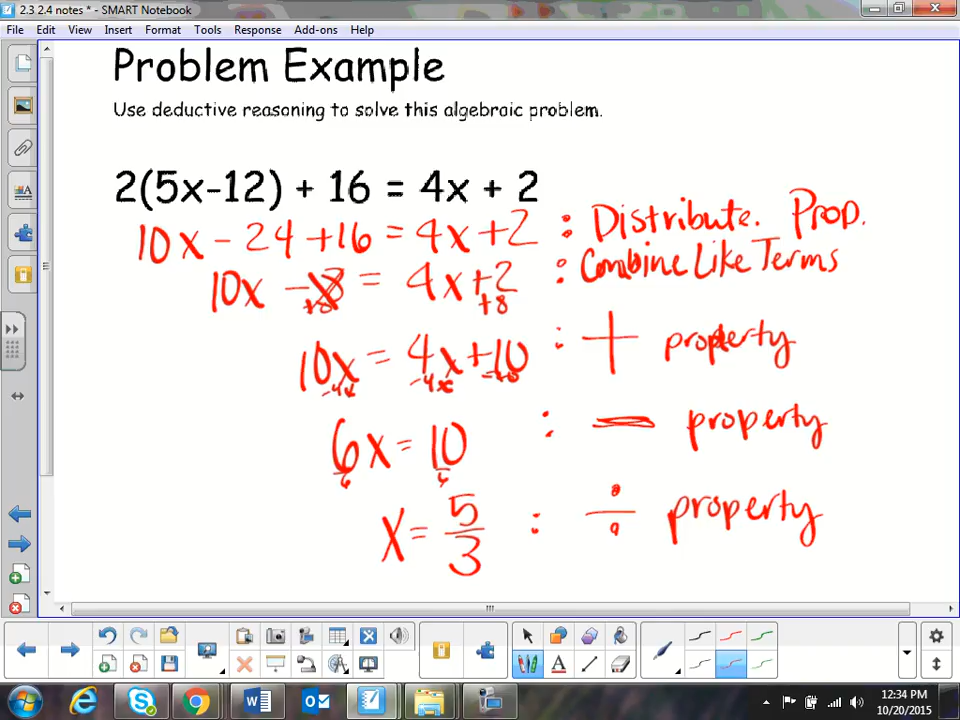 2.3 2.4 notes * - SMART Notebook
File Edit View Insert Format Tools Response Add-ons Help
Problem Example
Use deductive reasoning to solve this algebraic problem.
2(5x-12) + 16 = 4x + 2
10x - 24 +16 = 4x +2 : Distribute. Prop.
10x -8 = 4x+2 : Combine Like Terms
+8 +8
10x = 4x+10 : + property
-4x -4x
6x = 10 : - property
6 6
x = 5/3 : ÷ property
12:34 PM
10/20/2015